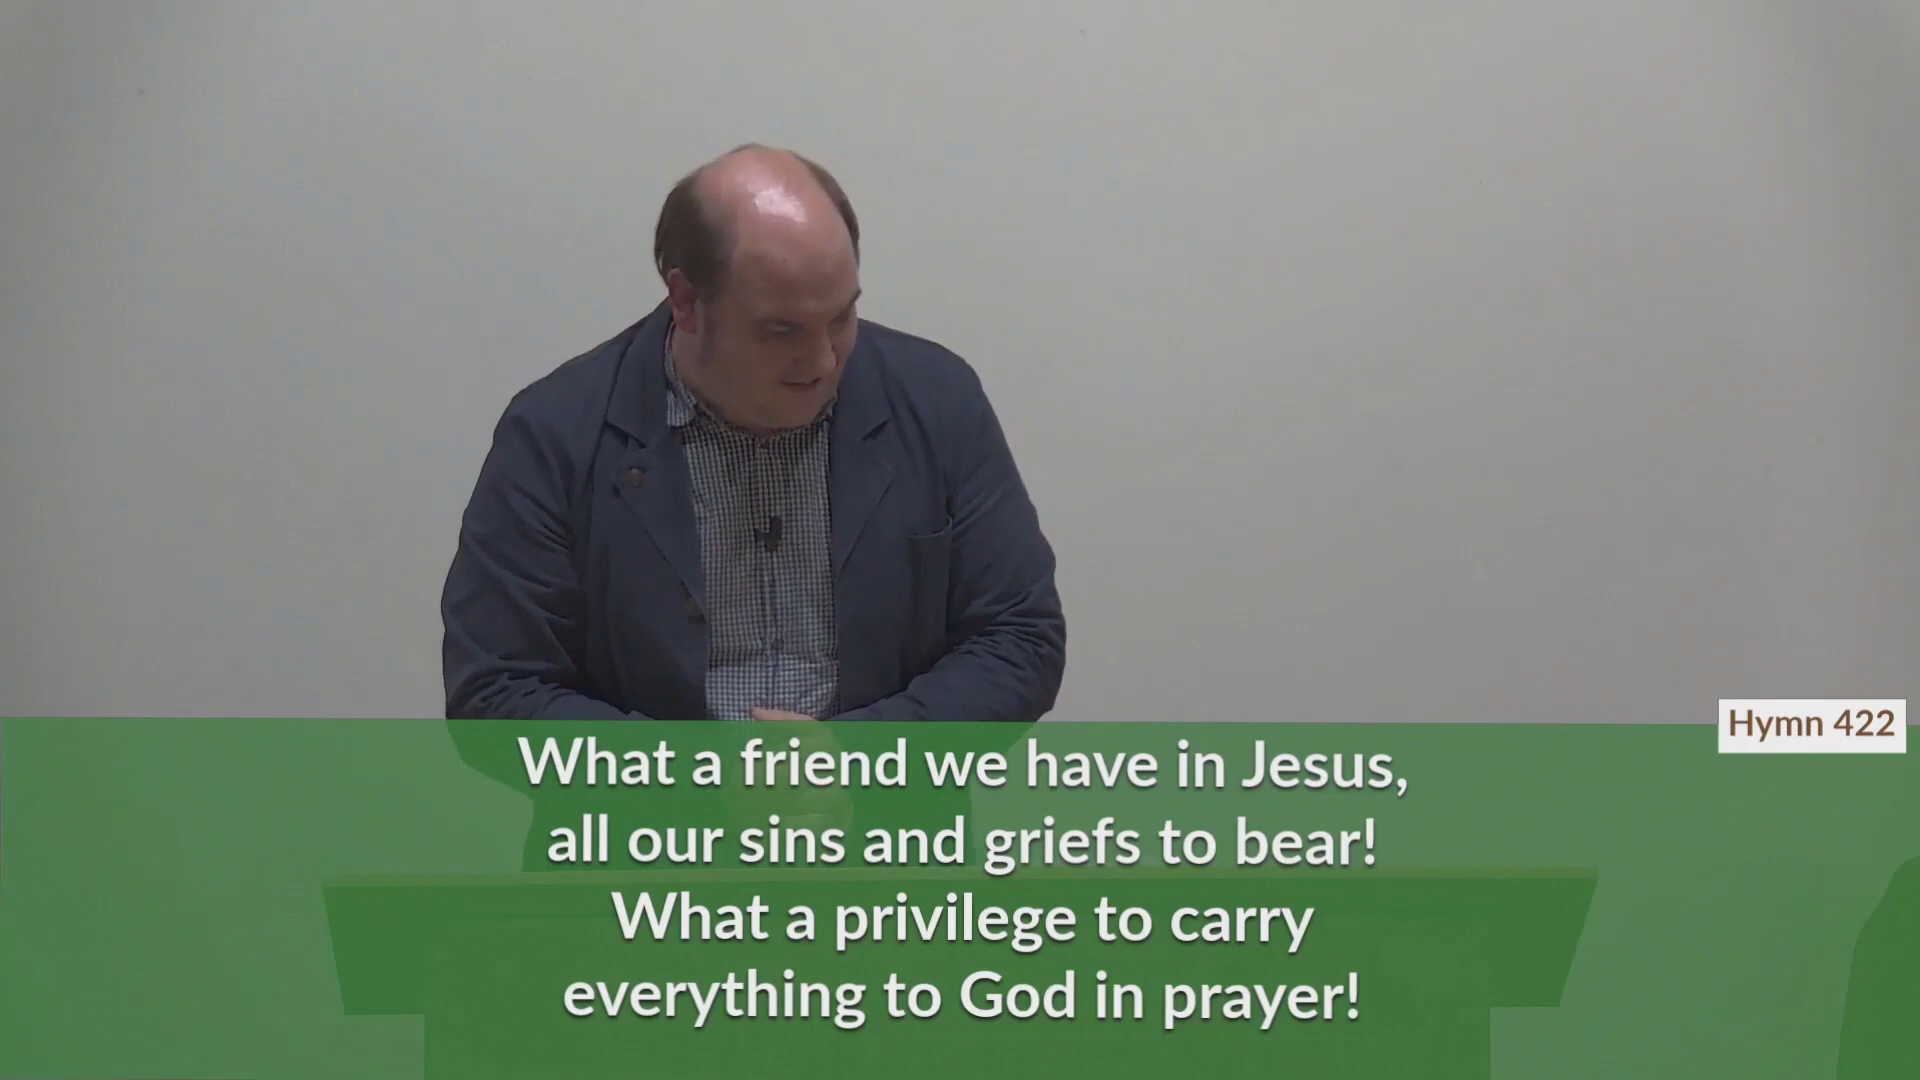 Hymn 422
What a friend we have in Jesus,
all our sins and griefs to bear!
What a privilege to carry
everything to God in prayer!